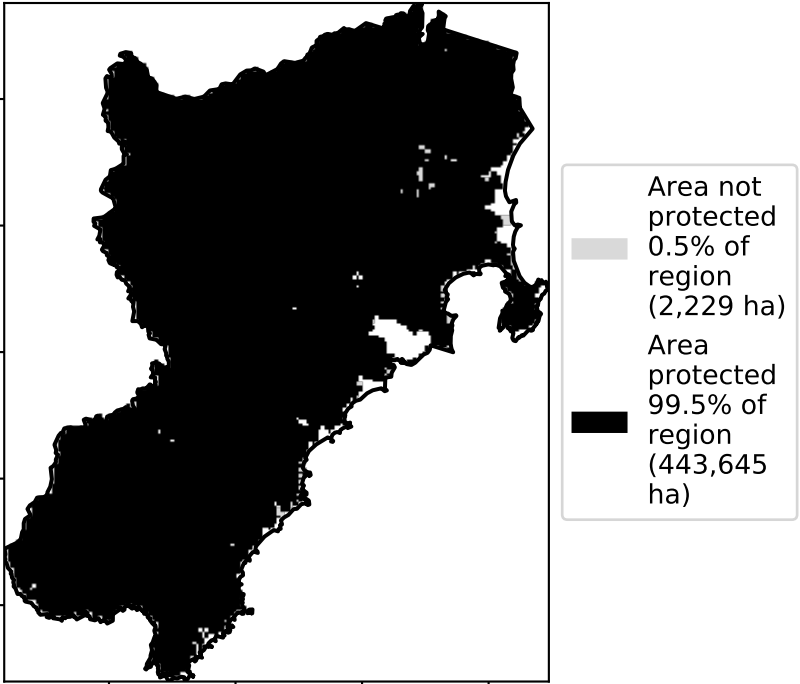 Area not
protected
0.5% of
region
(2,229 ha)
Area
protected
99.5% of
region
(443,645
ha)